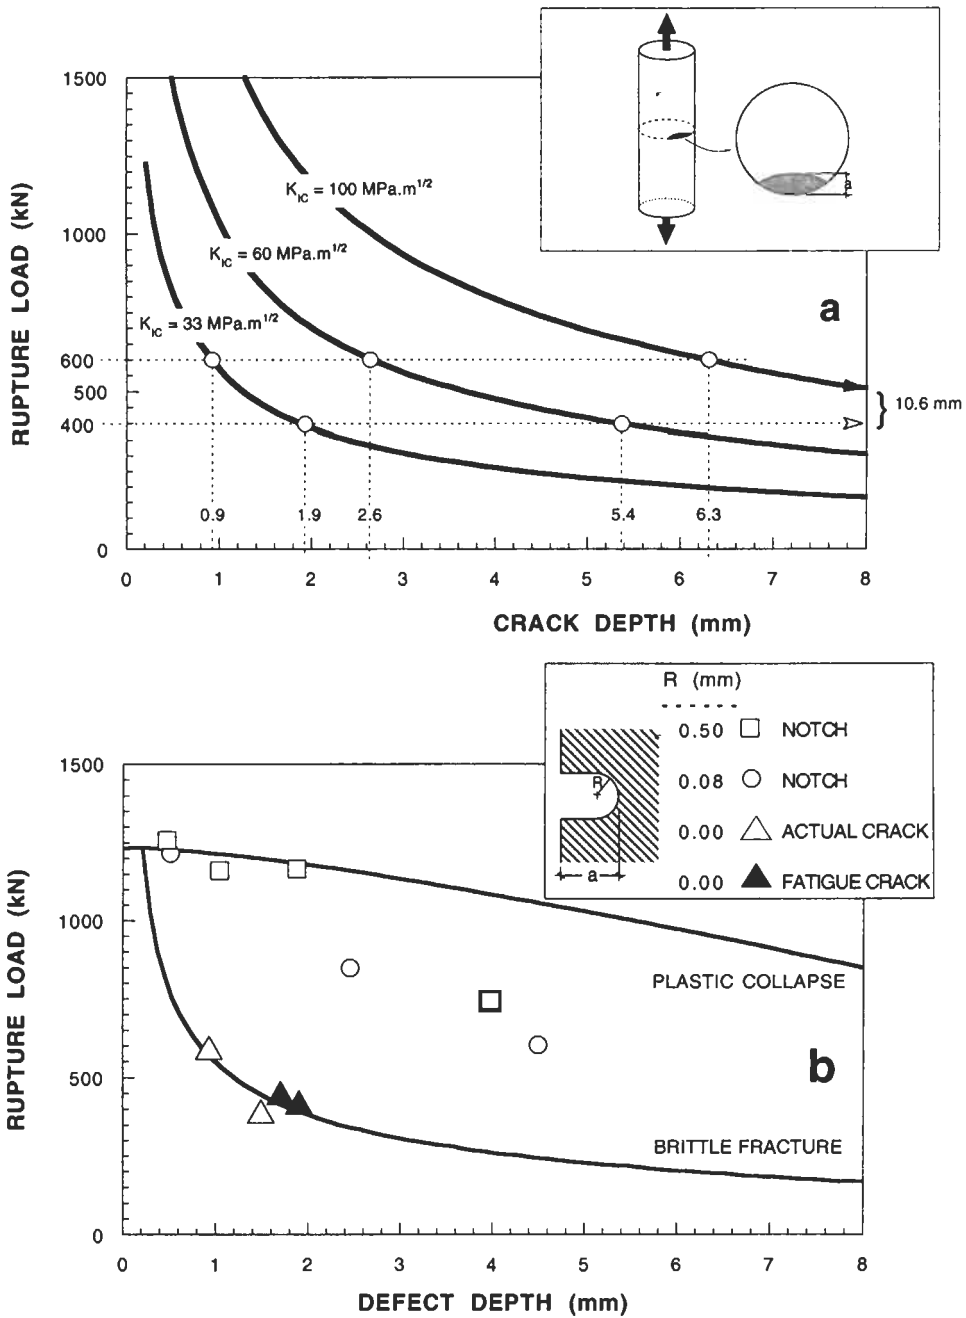 1500
1000
600
500
400
0
RUPTURE LOAD (kN)
K_IC = 100 MPa.m^1/2
K_IC = 60 MPa.m^1/2
K_IC = 33 MPa.m^1/2
a
a
10.6 mm
0.9 1.9 2.6 5.4 6.3
0 1 2 3 4 5 6 7 8
CRACK DEPTH (mm)
R (mm)
0.50 NOTCH
0.08 NOTCH
0.00 ACTUAL CRACK
0.00 FATIGUE CRACK
R
a
1500
1000
500
0
RUPTURE LOAD (kN)
PLASTIC COLLAPSE
b
BRITTLE FRACTURE
0 1 2 3 4 5 6 7 8
DEFECT DEPTH (mm)